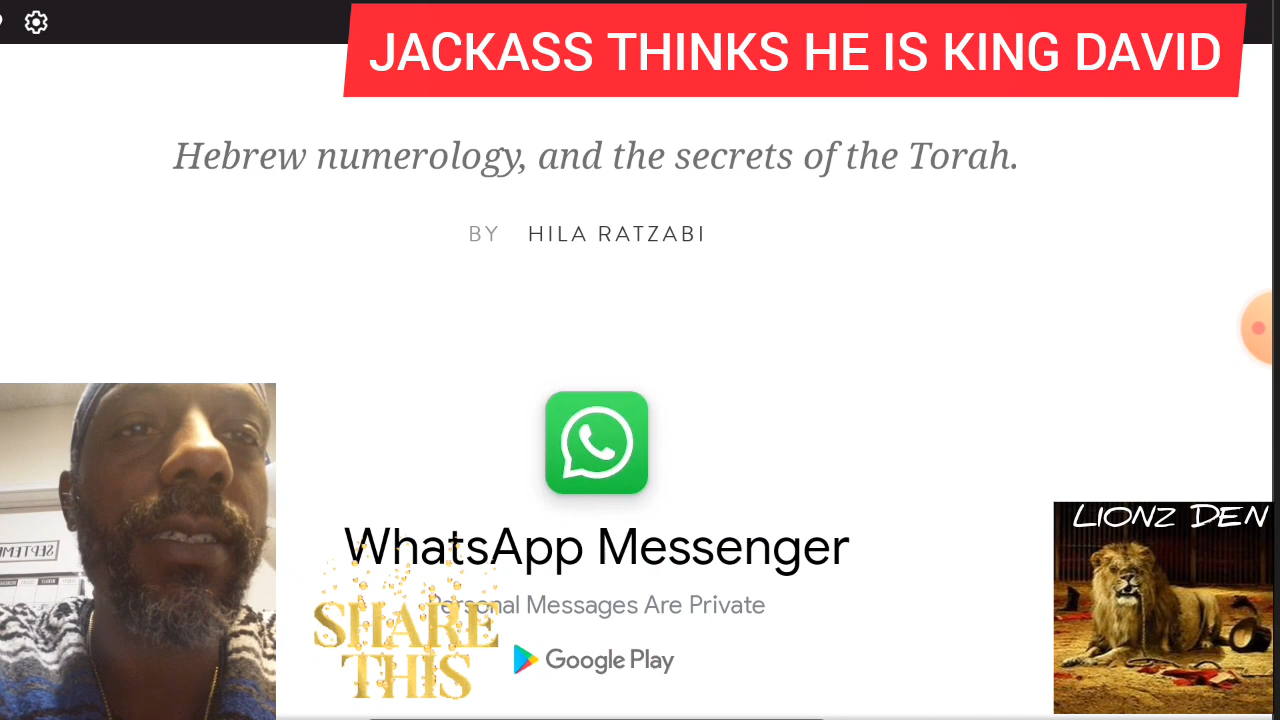 JACKASS THINKS HE IS KING DAVID
Hebrew numerology, and the secrets of the Torah.
BY HILA RATZABI
LIONZ DEN
WhatsApp Messenger
Personal Messages Are Private
SHARE
THIS
Google Play